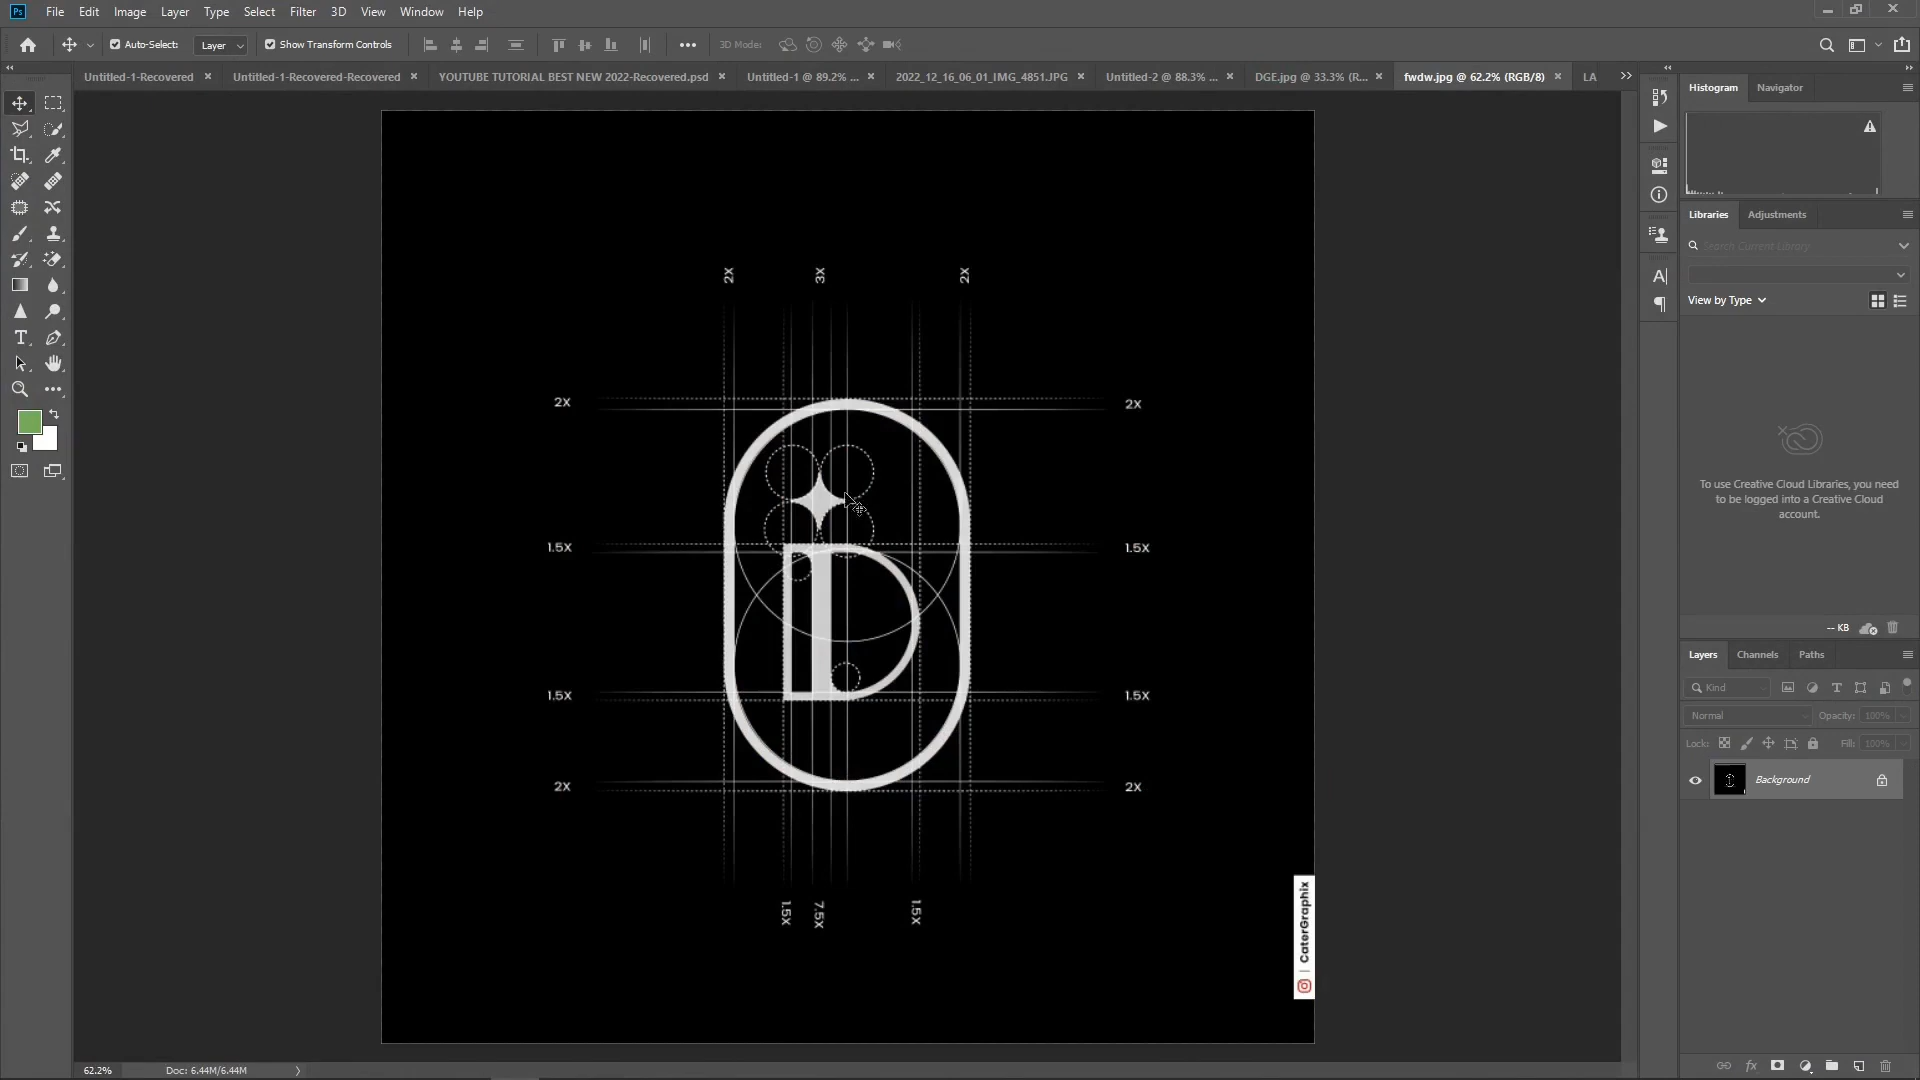 Ps File Edit Image Layer Type Select Filter 3D View Window Help
Auto-Select: Layer Show Transform Controls 3D Mode:
Untitled-1-Recovered × Untitled-1-Recovered-Recovered × YOUTUBE TUTORIAL BEST NEW 2022-Recovered.psd × Untitled-1 @ 89.2% ... × 2022_12_16_06_01_IMG_4851.JPG × Untitled-2 @ 88.3% ... × DGE.jpg @ 33.3% (R... × fwdw.jpg @ 62.2% (RGB/8) × LA
Histogram Navigator
Libraries Adjustments
Search Current Library
View by Type
To use Creative Cloud Libraries, you need
to be logged into a Creative Cloud
account.
-- KB
Layers Channels Paths
Kind
Normal Opacity: 100%
Lock: Fill: 100%
Background
2X 3X 2X
2X 2X
1.5X 1.5X
1.5X 1.5X
2X 2X
1.5X 7.5X 1.5X
CaterGraphix
62.2% Doc: 6.44M/6.44M